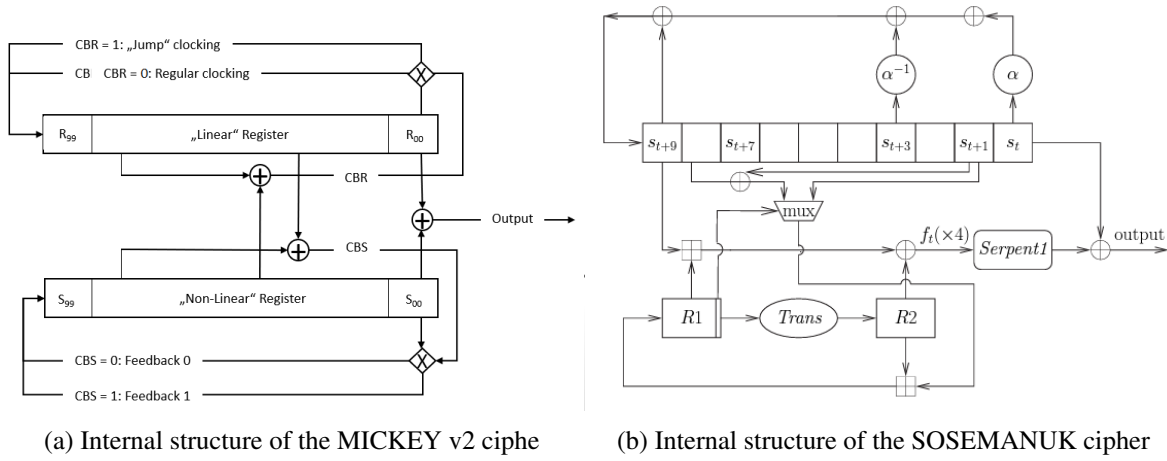 CBR = 1: „Jump“ clocking
CB CBR = 0: Regular clocking
X
R99 „Linear“ Register R00
CBR
Output
CBS
S99 „Non-Linear“ Register S00
X
CBS = 0: Feedback 0
CBS = 1: Feedback 1
(a) Internal structure of the MICKEY v2 ciphe
α⁻¹ α
sₜ₊₉ sₜ₊₇ sₜ₊₃ sₜ₊₁ sₜ
mux
fₜ(×4) Serpent1 output
R1 Trans R2
(b) Internal structure of the SOSEMANUK cipher